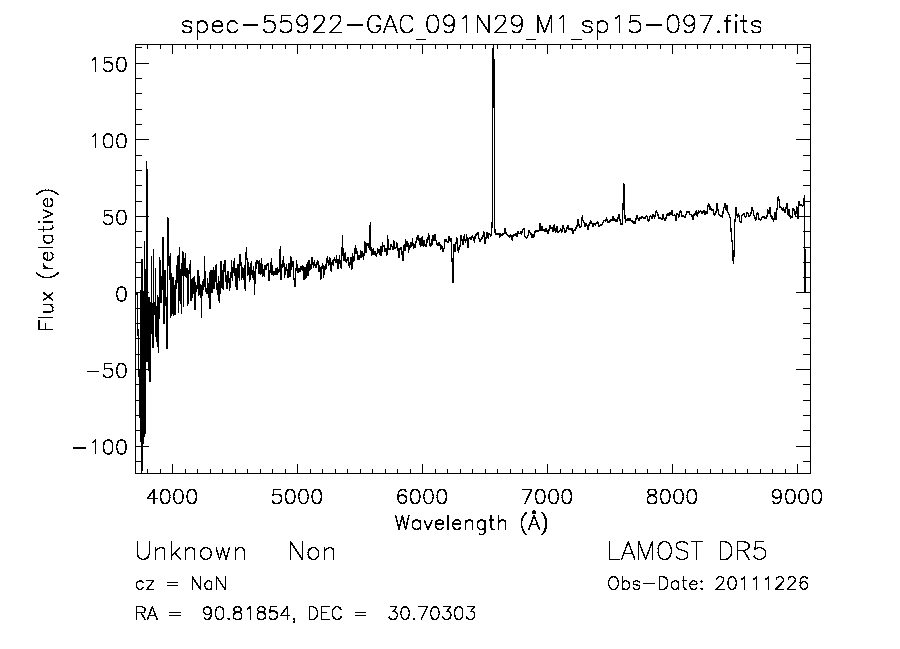 spec-55922-GAC_091N29_M1_sp15-097.fits
150
100
50
0
-50
-100
Flux (relative)
4000 5000 6000 7000 8000 9000
Wavelength (Å)
Unknown Non LAMOST DR5
cz = NaN Obs-Date: 20111226
RA = 90.81854, DEC = 30.70303